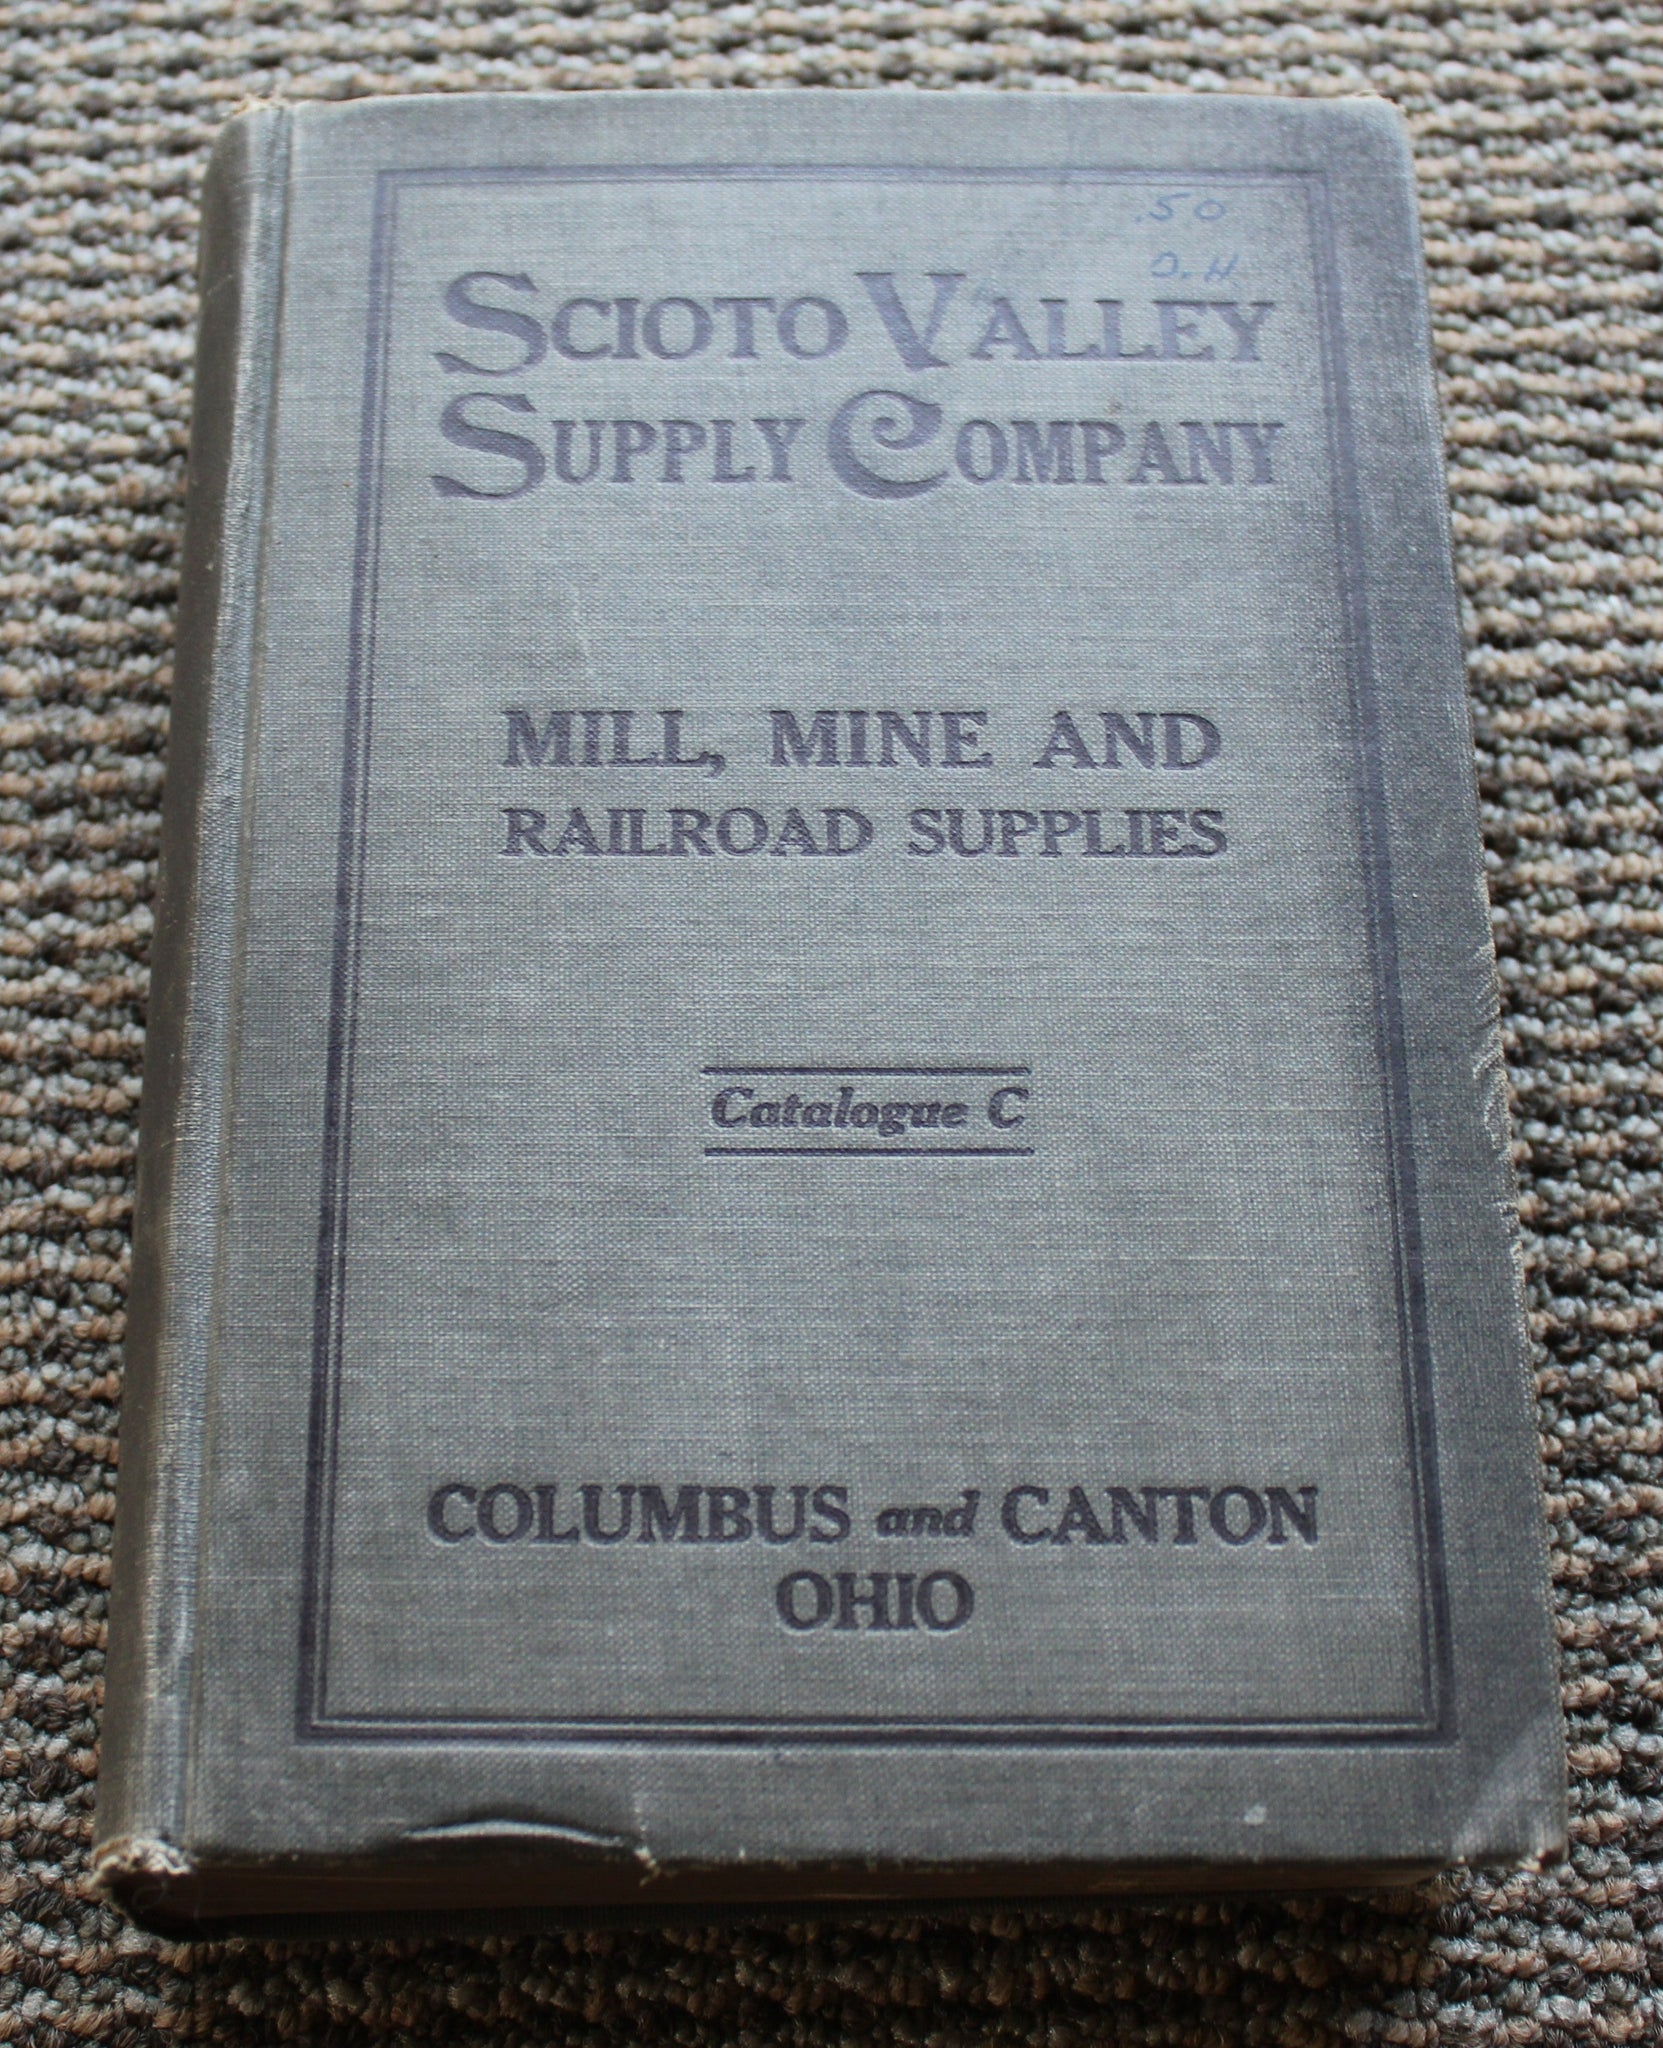 .50
O.H
SCIOTO VALLEY
SUPPLY COMPANY
MILL, MINE AND
RAILROAD SUPPLIES
Catalogue C
COLUMBUS and CANTON
OHIO